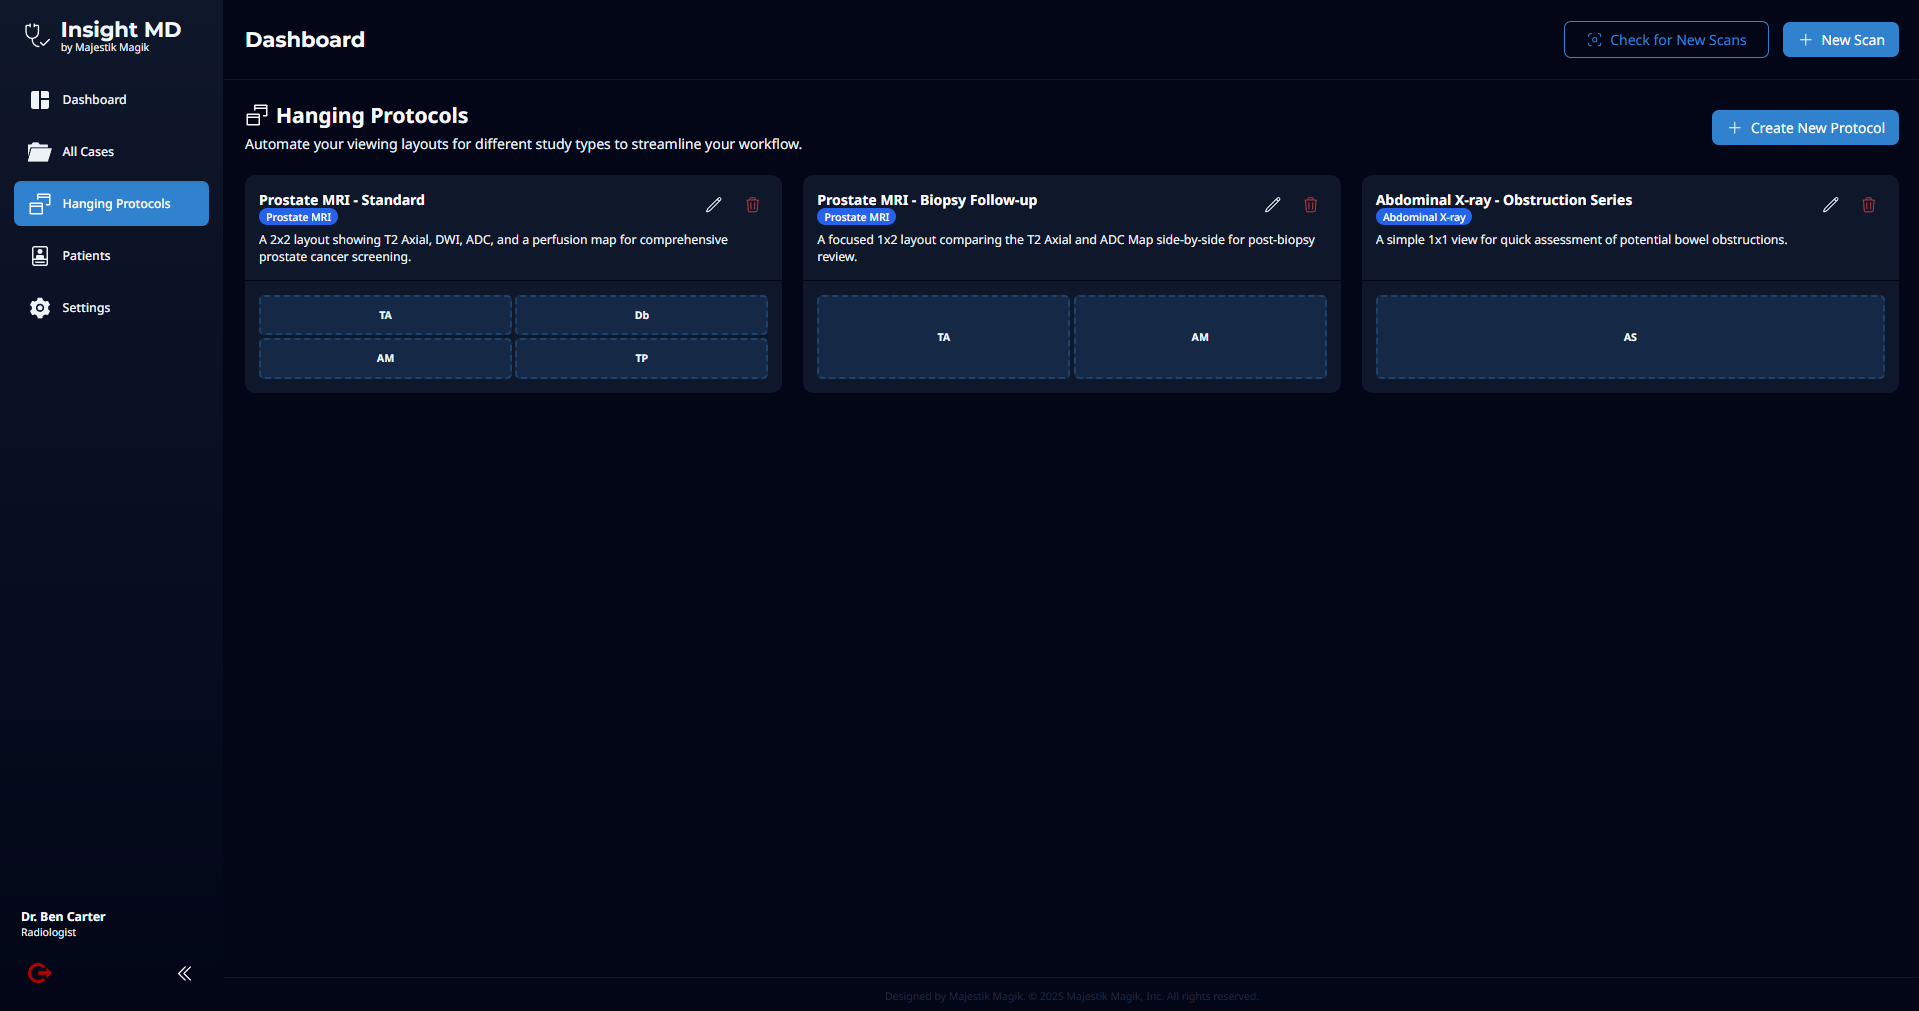 Insight MD
by Majestik Magik
Dashboard
All Cases
Hanging Protocols
Patients
Settings
Dr. Ben Carter
Radiologist
Dashboard
Check for New Scans
New Scan
Hanging Protocols
Automate your viewing layouts for different study types to streamline your workflow.
Create New Protocol
Prostate MRI - Standard
Prostate MRI
A 2x2 layout showing T2 Axial, DWI, ADC, and a perfusion map for comprehensive
prostate cancer screening.
TA
Db
AM
TP
Prostate MRI - Biopsy Follow-up
Prostate MRI
A focused 1x2 layout comparing the T2 Axial and ADC Map side-by-side for post-biopsy
review.
TA
AM
Abdominal X-ray - Obstruction Series
Abdominal X-ray
A simple 1x1 view for quick assessment of potential bowel obstructions.
AS
Designed by Majestik Magik. © 2025 Majestik Magik, Inc. All rights reserved.